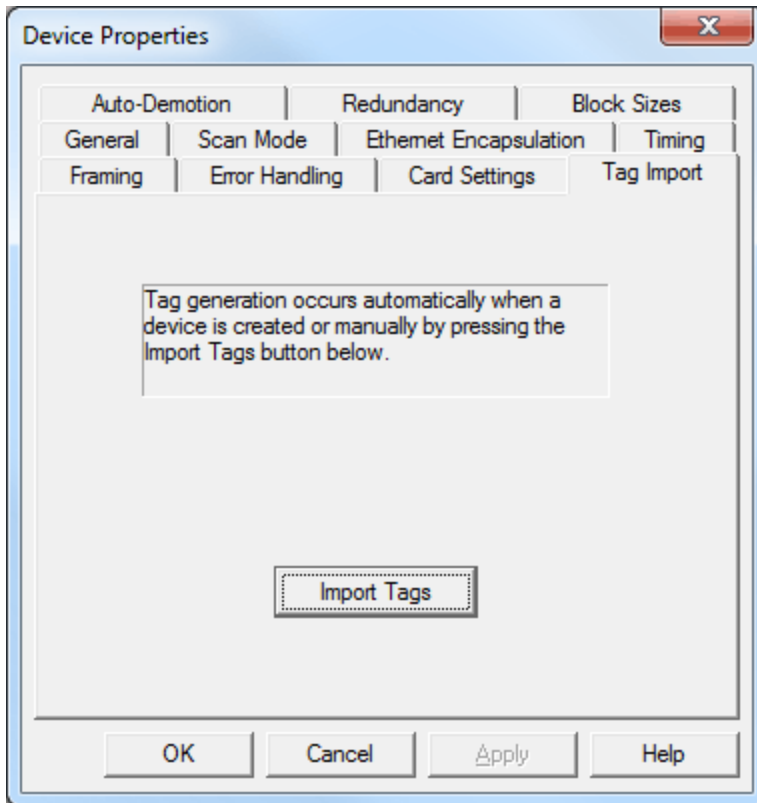 Device Properties
Auto-Demotion Redundancy Block Sizes
General Scan Mode Ethernet Encapsulation Timing
Framing Error Handling Card Settings Tag Import
Tag generation occurs automatically when a
device is created or manually by pressing the
Import Tags button below.
Import Tags
OK Cancel Apply Help